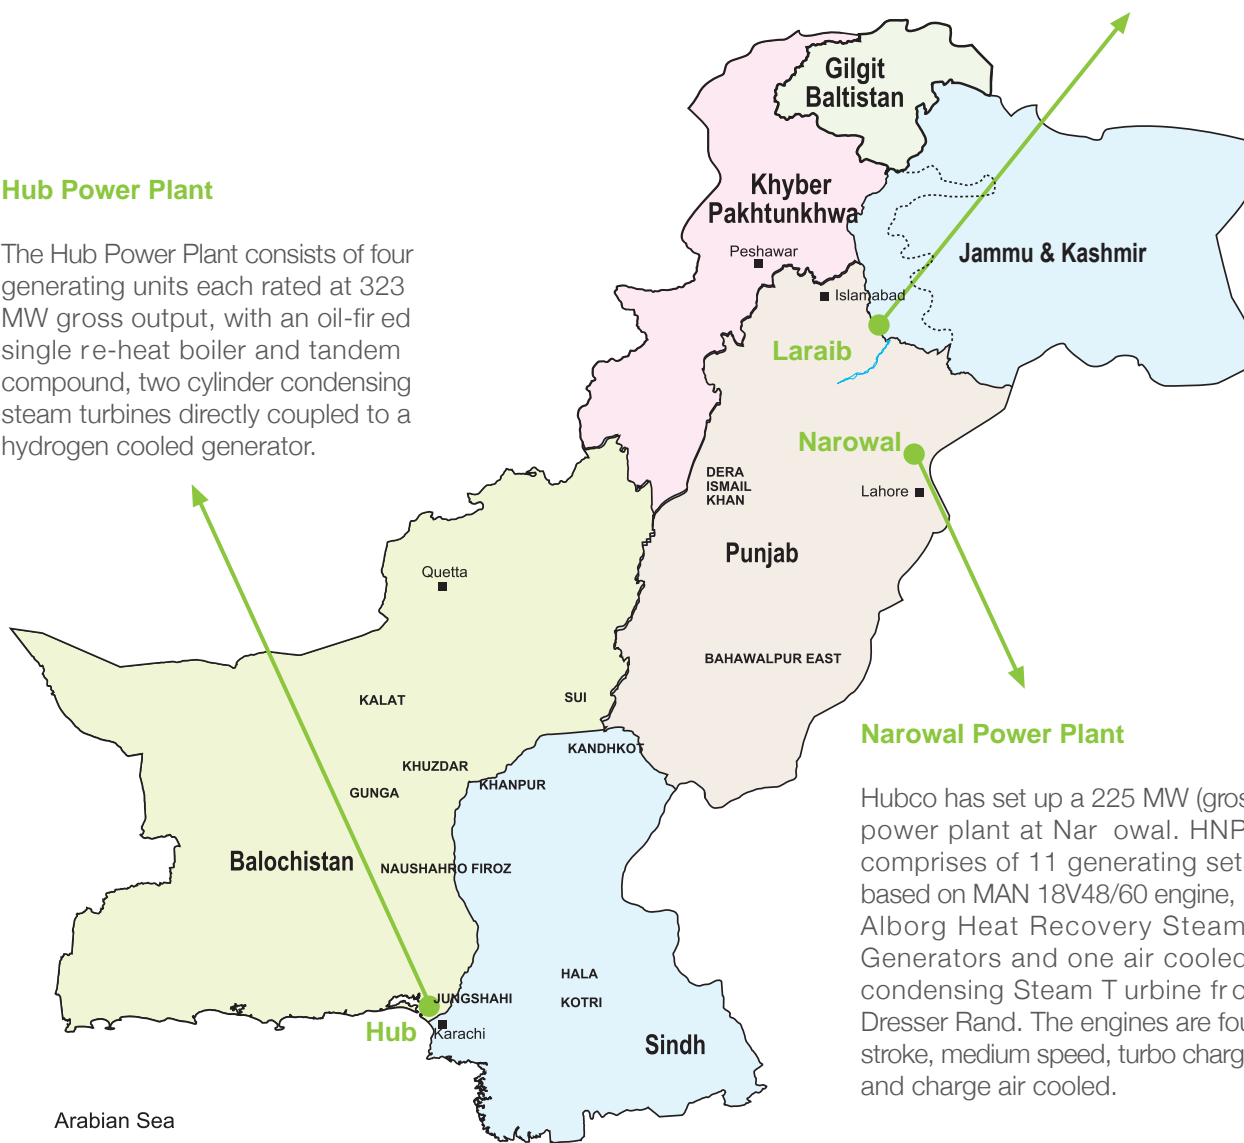 Gilgit
Baltistan
Hub Power Plant
Khyber
Pakhtunkhwa
The Hub Power Plant consists of four
generating units each rated at 323
MW gross output, with an oil-fir ed
single re-heat boiler and tandem
compound, two cylinder condensing
steam turbines directly coupled to a
hydrogen cooled generator.
Peshawar
Jammu & Kashmir
Islamabad
Laraib
Narowal
DERA
ISMAIL
KHAN
Lahore
Punjab
Quetta
BAHAWALPUR EAST
KALAT
SUI
Narowal Power Plant
KANDHKOT
KHUZDAR
KHANPUR
GUNGA
Hubco has set up a 225 MW (gros
power plant at Nar owal. HNP
comprises of 11 generating set
based on MAN 18V48/60 engine,
Alborg Heat Recovery Steam
Generators and one air cooled
condensing Steam T urbine fro
Dresser Rand. The engines are fou
stroke, medium speed, turbo charg
and charge air cooled.
Balochistan
NAUSHAHRO FIROZ
HALA
JUNGSHAHI
KOTRI
Hub
Karachi
Sindh
Arabian Sea